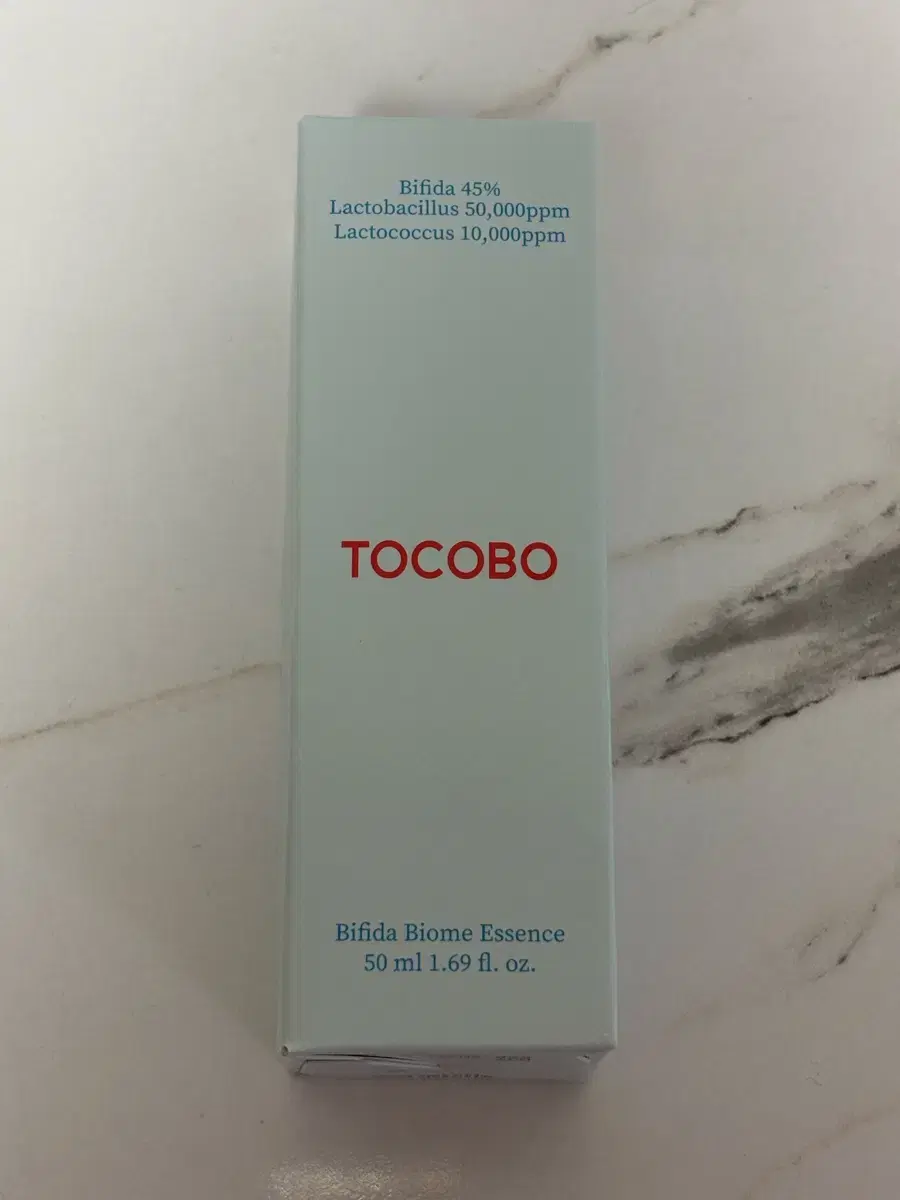 Bifida 45%
Lactobacillus 50,000ppm
Lactococcus 10,000ppm
TOCOBO
Bifida Biome Essence
50 ml 1.69 fl. oz.